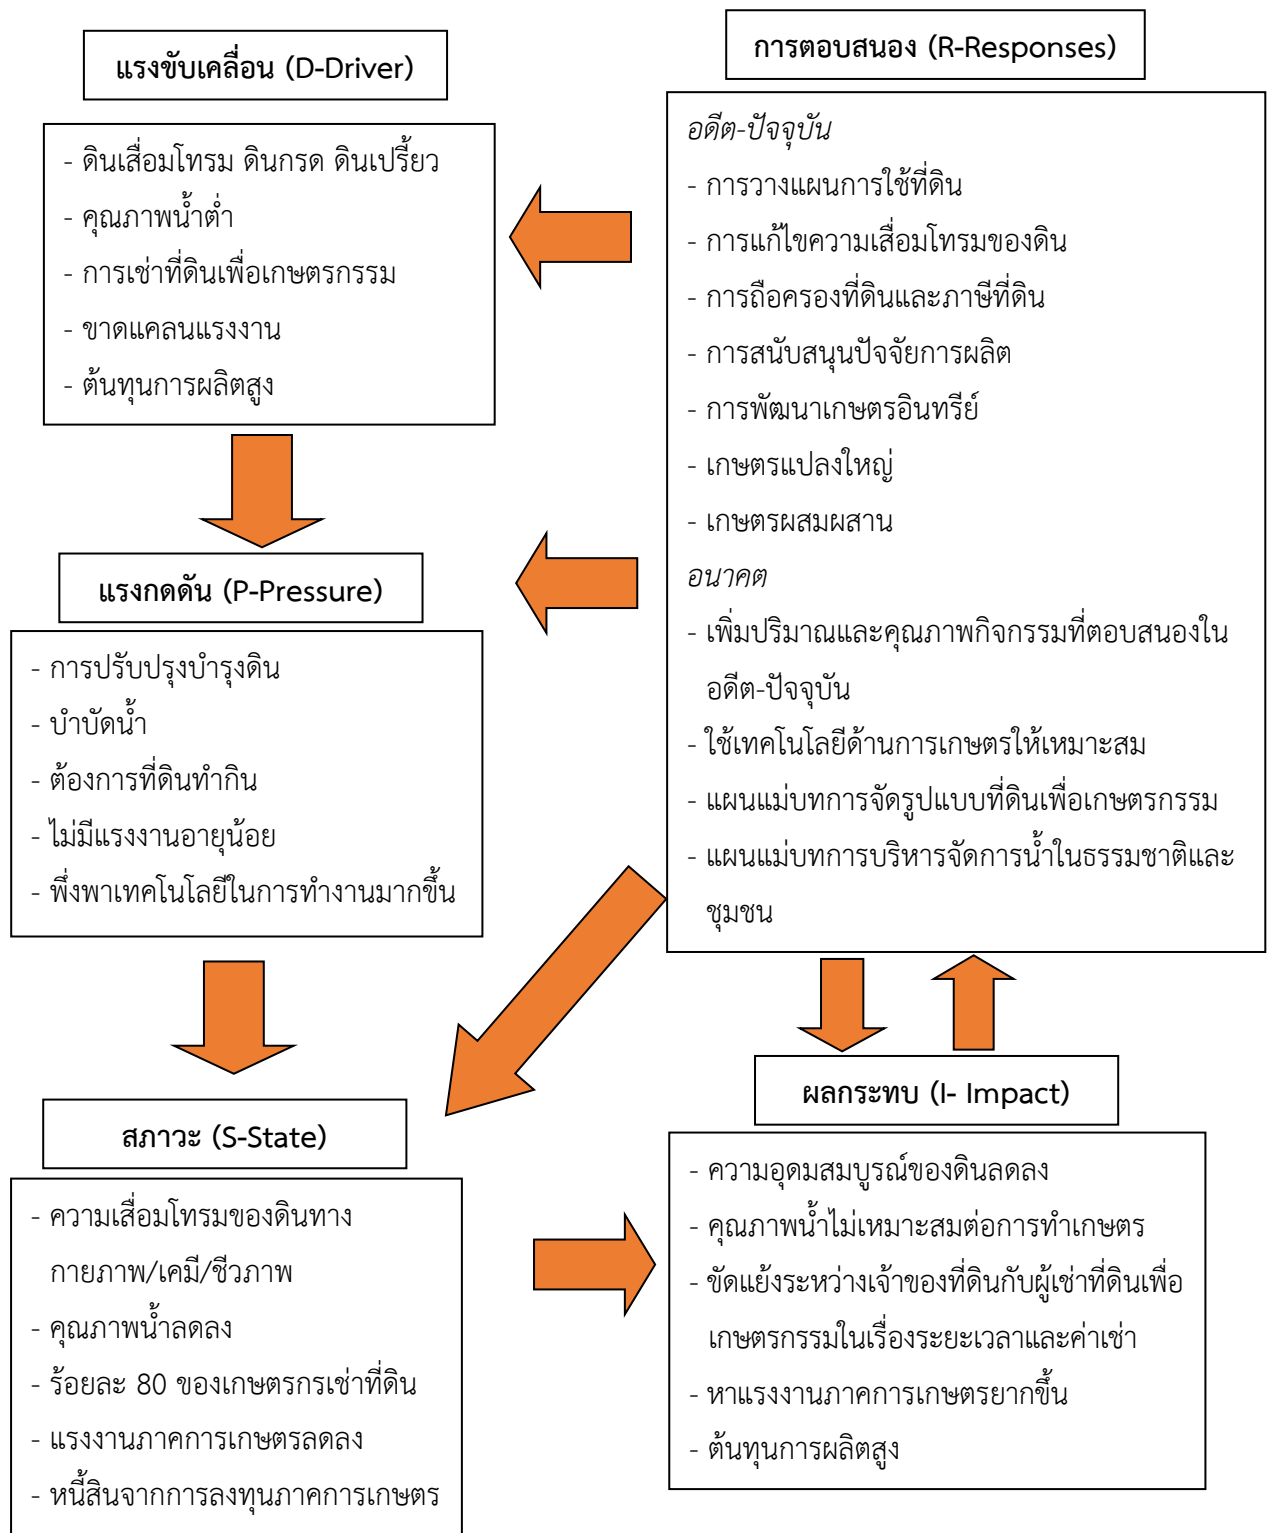 แรงขับเคลื่อน (D-Driver)
- ดินเสื่อมโทรม ดินกรด ดินเปรี้ยว
- คุณภาพน้ำต่ำ
- การเช่าที่ดินเพื่อเกษตรกรรม
- ขาดแคลนแรงงาน
- ต้นทุนการผลิตสูง
แรงกดดัน (P-Pressure)
- การปรับปรุงบำรุงดิน
- บำบัดน้ำ
- ต้องการที่ดินทำกิน
- ไม่มีแรงงานอายุน้อย
- พึ่งพาเทคโนโลยีในการทำงานมากขึ้น
สภาวะ (S-State)
- ความเสื่อมโทรมของดินทาง
กายภาพ/เคมี/ชีวภาพ
- คุณภาพน้ำลดลง
- ร้อยละ 80 ของเกษตรกรเช่าที่ดิน
- แรงงานภาคการเกษตรลดลง
- หนี้สินจากการลงทุนภาคการเกษตร
การตอบสนอง (R-Responses)
อดีต-ปัจจุบัน
- การวางแผนการใช้ที่ดิน
- การแก้ไขความเสื่อมโทรมของดิน
- การถือครองที่ดินและภาษีที่ดิน
- การสนับสนุนปัจจัยการผลิต
- การพัฒนาเกษตรอินทรีย์
- เกษตรแปลงใหญ่
- เกษตรผสมผสาน
อนาคต
- เพิ่มปริมาณและคุณภาพกิจกรรมที่ตอบสนองใน
อดีต-ปัจจุบัน
- ใช้เทคโนโลยีด้านการเกษตรให้เหมาะสม
- แผนแม่บทการจัดรูปแบบที่ดินเพื่อเกษตรกรรม
- แผนแม่บทการบริหารจัดการน้ำในธรรมชาติและ
ชุมชน
ผลกระทบ (I- Impact)
- ความอุดมสมบูรณ์ของดินลดลง
- คุณภาพน้ำไม่เหมาะสมต่อการทำเกษตร
- ขัดแย้งระหว่างเจ้าของที่ดินกับผู้เช่าที่ดินเพื่อ
เกษตรกรรมในเรื่องระยะเวลาและค่าเช่า
- หาแรงงานภาคการเกษตรยากขึ้น
- ต้นทุนการผลิตสูง